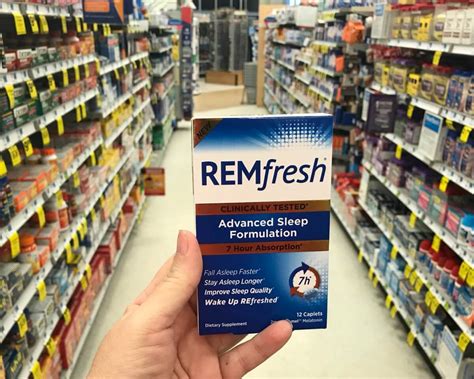 NEW
REMfresh
CLINICALLY TESTED*
Advanced Sleep
Formulation
7 Hour Absorption*
Fall Asleep Faster*
Stay Asleep Longer*
Improve Sleep Quality*
Wake Up REfreshed
7h
Dietary Supplement
12 Caplets
Melatonin